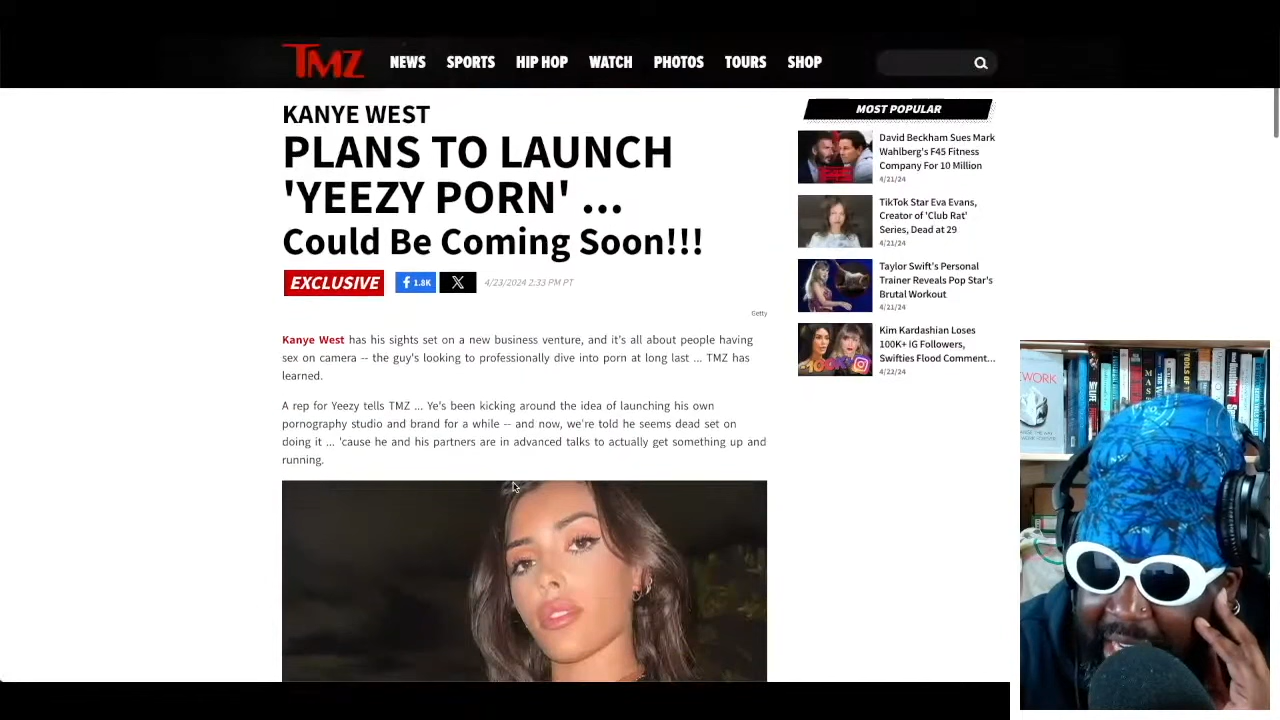 TMZ
NEWS SPORTS HIP HOP WATCH PHOTOS TOURS SHOP
KANYE WEST
PLANS TO LAUNCH
'YEEZY PORN' ...
Could Be Coming Soon!!!
EXCLUSIVE 1.8K 4/23/2024 2:33 PM PT
Getty
Kanye West has his sights set on a new business venture, and it's all about people having
sex on camera -- the guy's looking to professionally dive into porn at long last ... TMZ has
learned.
A rep for Yeezy tells TMZ ... Ye's been kicking around the idea of launching his own
pornography studio and brand for a while -- and now, we're told he seems dead set on
doing it ... 'cause he and his partners are in advanced talks to actually get something up and
running.
MOST POPULAR
David Beckham Sues Mark
Wahlberg's F45 Fitness
Company For 10 Million
4/21/24
TikTok Star Eva Evans,
Creator of 'Club Rat'
Series, Dead at 29
4/21/24
Taylor Swift's Personal
Trainer Reveals Pop Star's
Brutal Workout
4/21/24
100K
Kim Kardashian Loses
100K+ IG Followers,
Swifties Flood Comment...
4/22/24
WORK